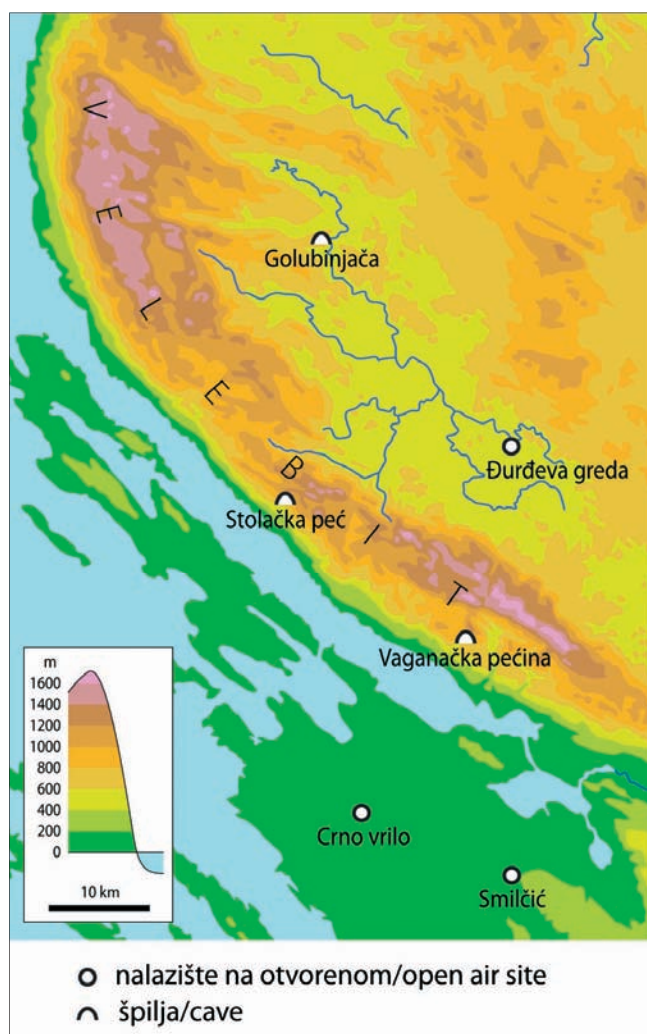 VELEBIT
Golubinjača
Đurđeva greda
Stolačka peć
Vaganačka pećina
Crno vrilo
Smilčić
m
1600
1400
1200
1000
800
600
400
200
0
10 km
nalazište na otvorenom/open air site
špilja/cave